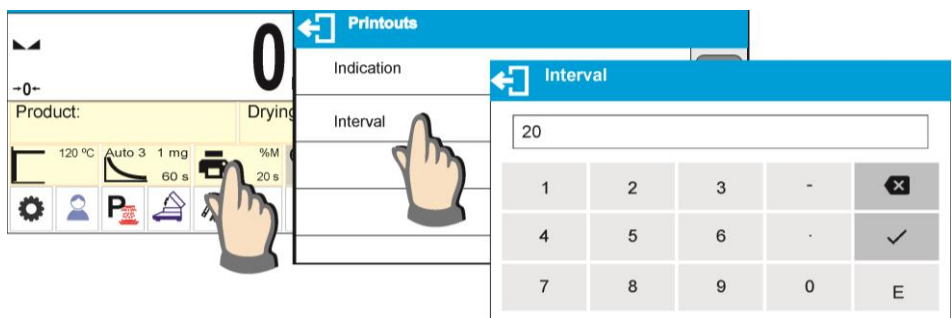 0
→0←
Product:
Drying
120 ºC
Auto 3 1 mg
60 s
%M
20 s
P
Printouts
Indication
Interval
Interval
20
1 2 3 -
4 5 6 .
7 8 9 0 E